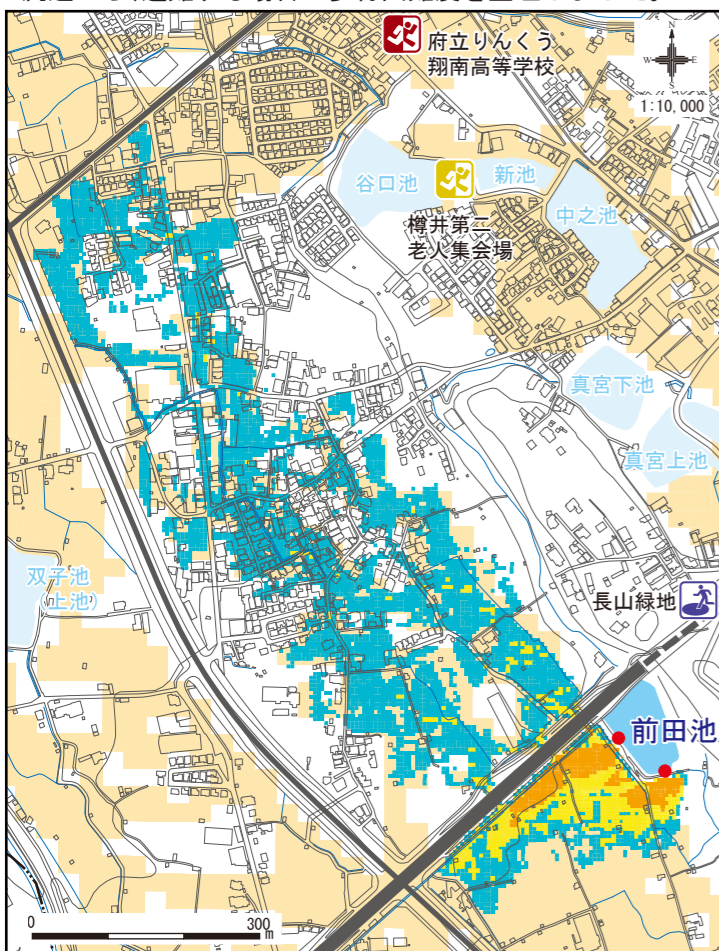 府立りんくう
翔南高等学校
N
W E
S
1:10,000
谷口池
新池
中之池
樽井第二
老人集会場
真宮下池
真宮上池
双子池
(上池)
長山緑地
前田池
0 300
m